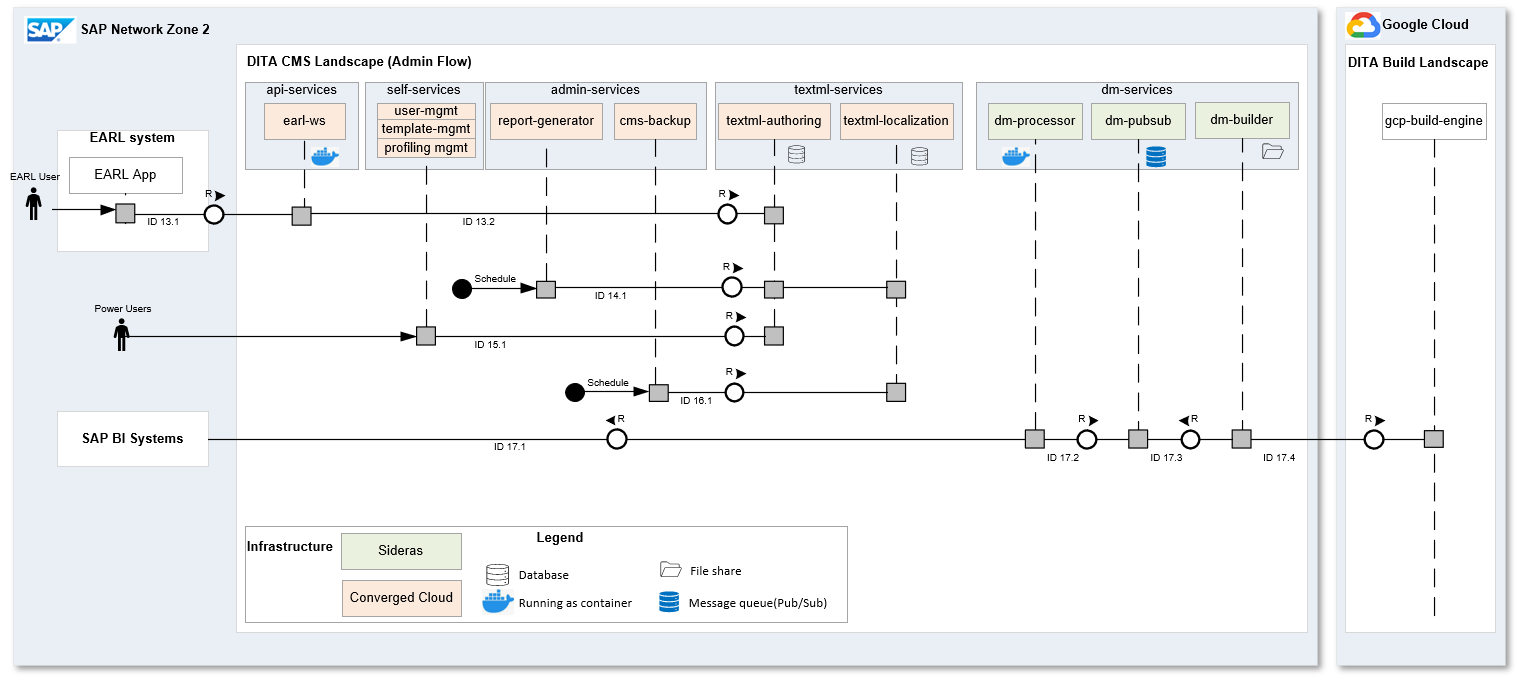 SAP
SAP Network Zone 2
Google Cloud
DITA CMS Landscape (Admin Flow)
DITA Build Landscape
api-services
self-services
admin-services
textml-services
dm-services
earl-ws
user-mgmt
template-mgmt
profiling mgmt
report-generator
cms-backup
textml-authoring
textml-localization
dm-processor
dm-pubsub
dm-builder
gcp-build-engine
EARL system
EARL App
EARL User
R
R
ID 13.1
ID 13.2
Schedule
R
ID 14.1
Power Users
R
ID 15.1
Schedule
R
ID 16.1
SAP BI Systems
R
R
R
R
ID 17.1
ID 17.2
ID 17.3
ID 17.4
Infrastructure
Sideras
Converged Cloud
Legend
Database
File share
Running as container
Message queue(Pub/Sub)